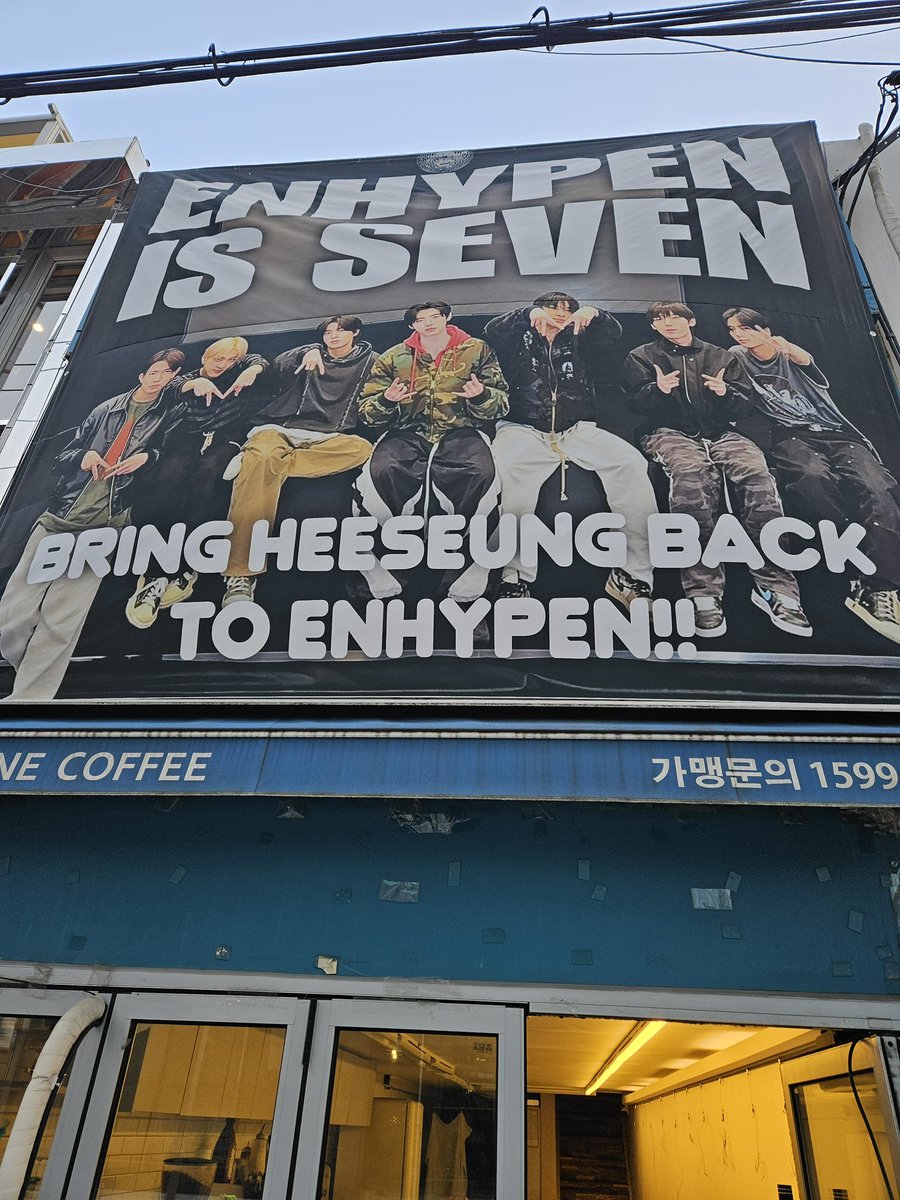 ENHYPEN
IS SEVEN
BRING HEESEUNG BACK
TO ENHYPEN!!
NE COFFEE
가맹문의 1599